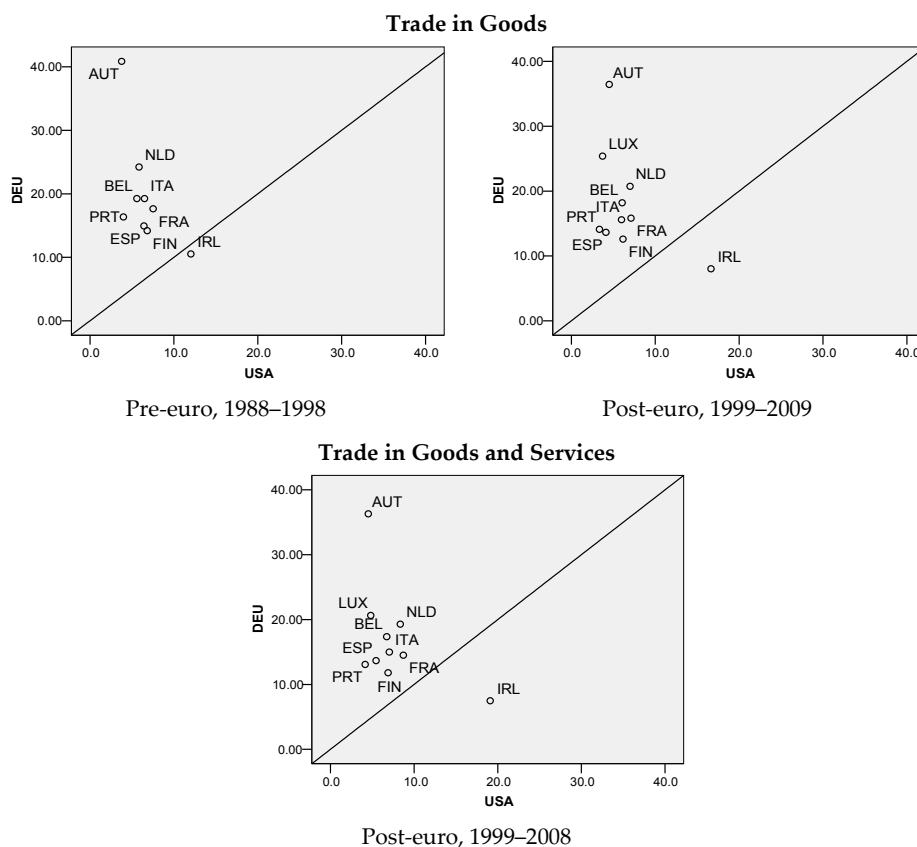 Trade in Goods
40.00
30.00
20.00
10.00
0.00
DEU
AUT
NLD
BEL ITA
PRT
FRA
ESP
FIN
IRL
0.0 10.0 20.0 30.0 40.0
USA
Pre-euro, 1988–1998
40.00
30.00
20.00
10.00
0.00
DEU
AUT
LUX
NLD
BEL
PRT ITA
FRA
ESP
FIN
IRL
0.0 10.0 20.0 30.0 40.0
USA
Post-euro, 1999–2009
Trade in Goods and Services
40.00
30.00
20.00
10.00
0.00
DEU
AUT
LUX
NLD
BEL
ESP ITA
PRT
FRA
FIN
IRL
0.0 10.0 20.0 30.0 40.0
USA
Post-euro, 1999–2008